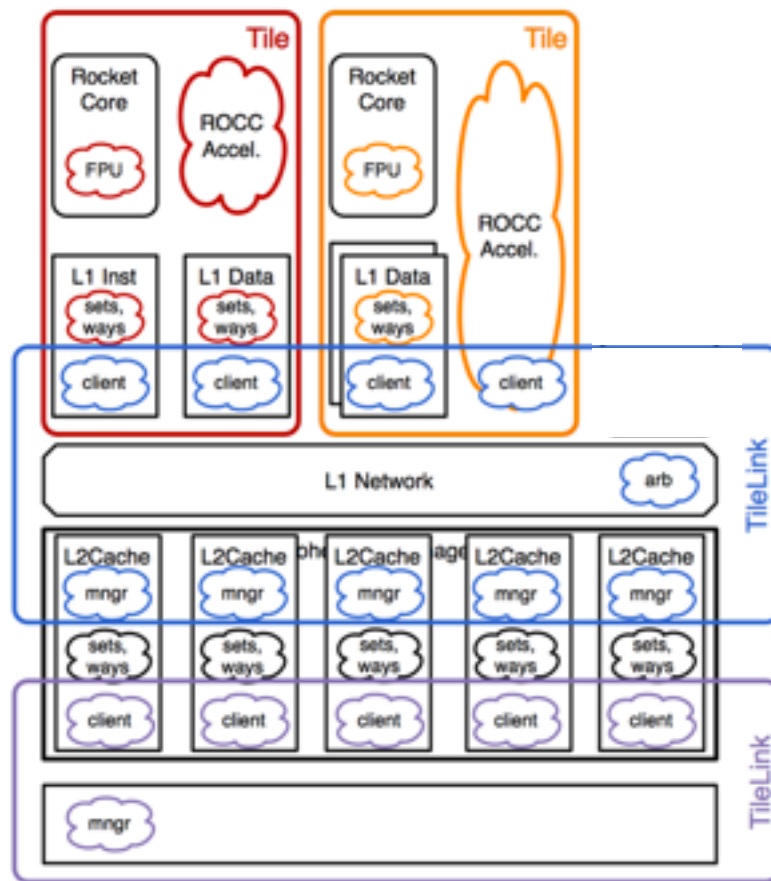 Tile
Rocket
Core
FPU
ROCC
Accel.
L1 Inst
sets,
ways
client
L1 Data
sets,
ways
client
Tile
Rocket
Core
FPU
ROCC
Accel.
L1 Data
sets,
ways
client
client
TileLink
L1 Network
arb
L2Cache
mngr
sets,
ways
client
L2Cache
mngr
sets,
ways
client
L2Cache
mngr
sets,
ways
client
L2Cache
mngr
sets,
ways
client
L2Cache
mngr
sets,
ways
client
TileLink
mngr